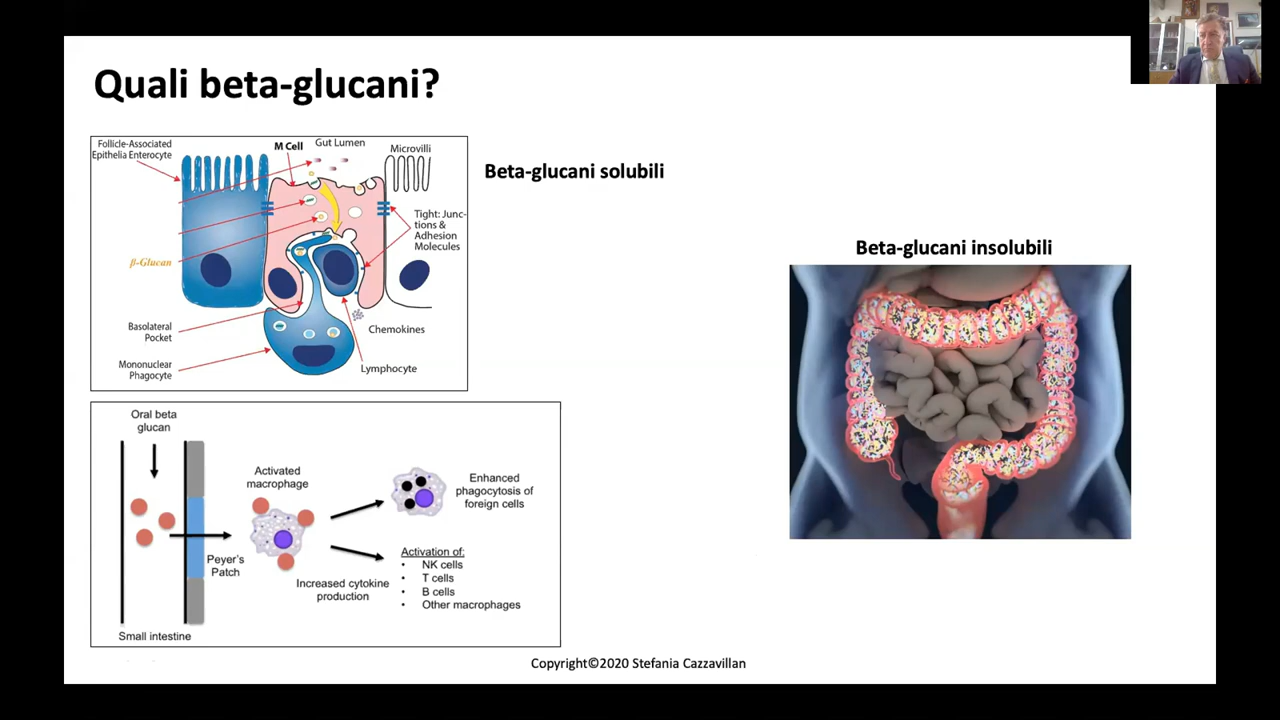 Quali beta-glucani?
Follicle-Associated
Epithelia Enterocyte
M Cell
Gut Lumen
Microvilli
Tight: Junc-
tions &
Adhesion
Molecules
β-Glucan
Basolateral
Pocket
Chemokines
Mononuclear
Phagocyte
Lymphocyte
Beta-glucani solubili
Beta-glucani insolubili
Oral beta
glucan
Activated
macrophage
Enhanced
phagocytosis of
foreign cells
Peyer's
Patch
Increased cytokine
production
Activation of:
• NK cells
• T cells
• B cells
• Other macrophages
Small intestine
Copyright©2020 Stefania Cazzavillan